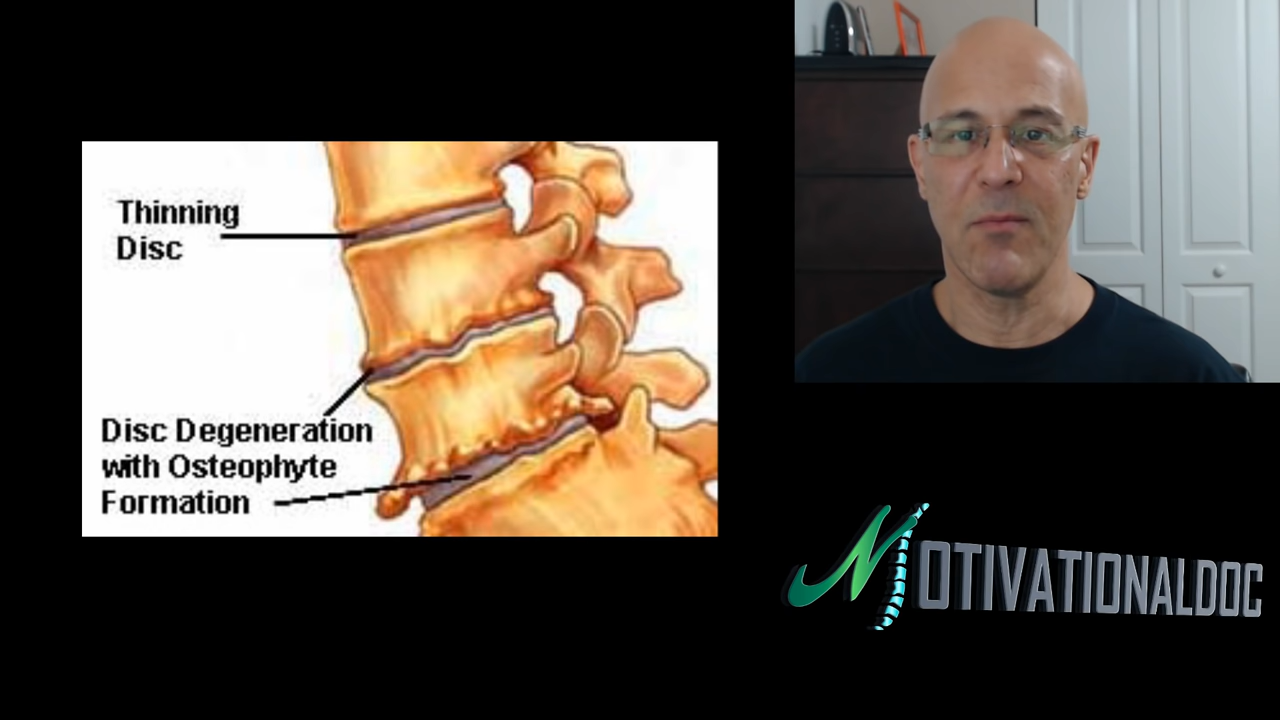 Thinning
Disc
Disc Degeneration
with Osteophyte
Formation
MOTIVATIONALDOC